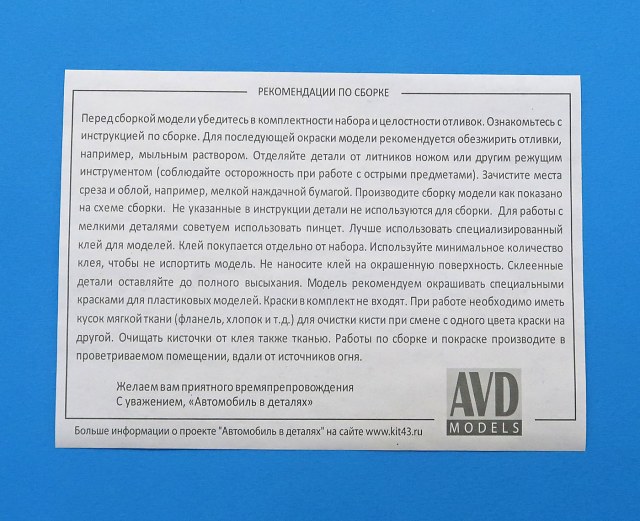 РЕКОМЕНДАЦИИ ПО СБОРКЕ
Перед сборкой модели убедитесь в комплектности набора и целостности отливок. Ознакомьтесь с
инструкцией по сборке. Для последующей окраски модели рекомендуется обезжирить отливки,
например, мыльным раствором. Отделяйте детали от литников ножом или другим режущим
инструментом (соблюдайте осторожность при работе с острыми предметами). Зачистите места
среза и облой, например, мелкой наждачной бумагой. Производите сборку модели как показано
на схеме сборки. Не указанные в инструкции детали не используются для сборки. Для работы с
мелкими деталями советуем использовать пинцет. Лучше использовать специализированный
клей для моделей. Клей покупается отдельно от набора. Используйте минимальное количество
клея, чтобы не испортить модель. Не наносите клей на окрашенную поверхность. Склеенные
детали оставляйте до полного высыхания. Модель рекомендуем окрашивать специальными
красками для пластиковых моделей. Краски в комплект не входят. При работе необходимо иметь
кусок мягкой ткани (фланель, хлопок и т.д.) для очистки кисти при смене с одного цвета краски на
другой. Очищать кисточки от клея также тканью. Работы по сборке и покраске производите в
проветриваемом помещении, вдали от источников огня.
Желаем вам приятного времяпрепровождения
С уважением, «Автомобиль в деталях»
AVD
MODELS
Больше информации о проекте "Автомобиль в деталях" на сайте www.kit43.ru